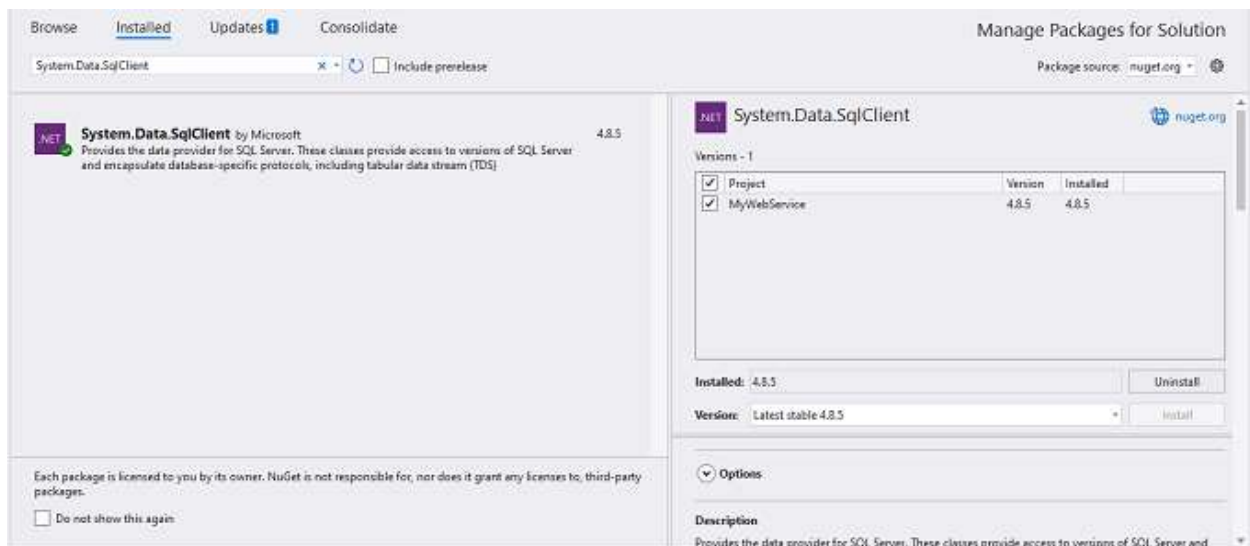 Browse Installed Updates 1 Consolidate
Manage Packages for Solution
System.Data.SqlClient
Include prerelease
Package source: nuget.org
.NET
System.Data.SqlClient by Microsoft 4.8.5
Provides the data provider for SQL Server. These classes provide access to versions of SQL Server
and encapsulate database-specific protocols, including tabular data stream (TDS)
Each package is licensed to you by its owner. NuGet is not responsible for, nor does it grant any licenses to, third-party
packages.
Do not show this again
.NET
System.Data.SqlClient
nuget.org
Versions - 1
Project Version Installed
MyWebService 4.8.5 4.8.5
Installed: 4.8.5 Uninstall
Version: Latest stable 4.8.5 Install
Options
Description
Provides the data provider for SQL Server. These classes provide access to versions of SQL Server and